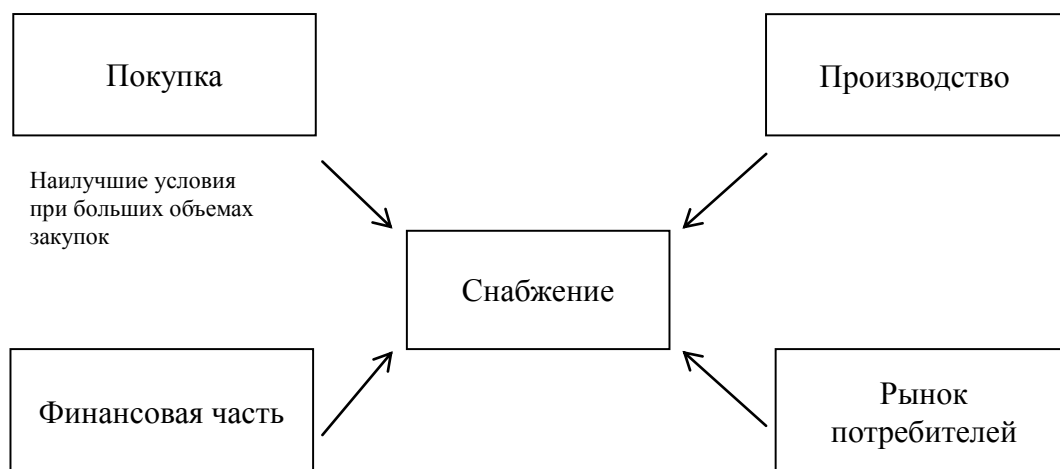 Покупка
Производство
Наилучшие условия
при больших объемах
закупок
Снабжение
Финансовая часть
Рынок
потребителей